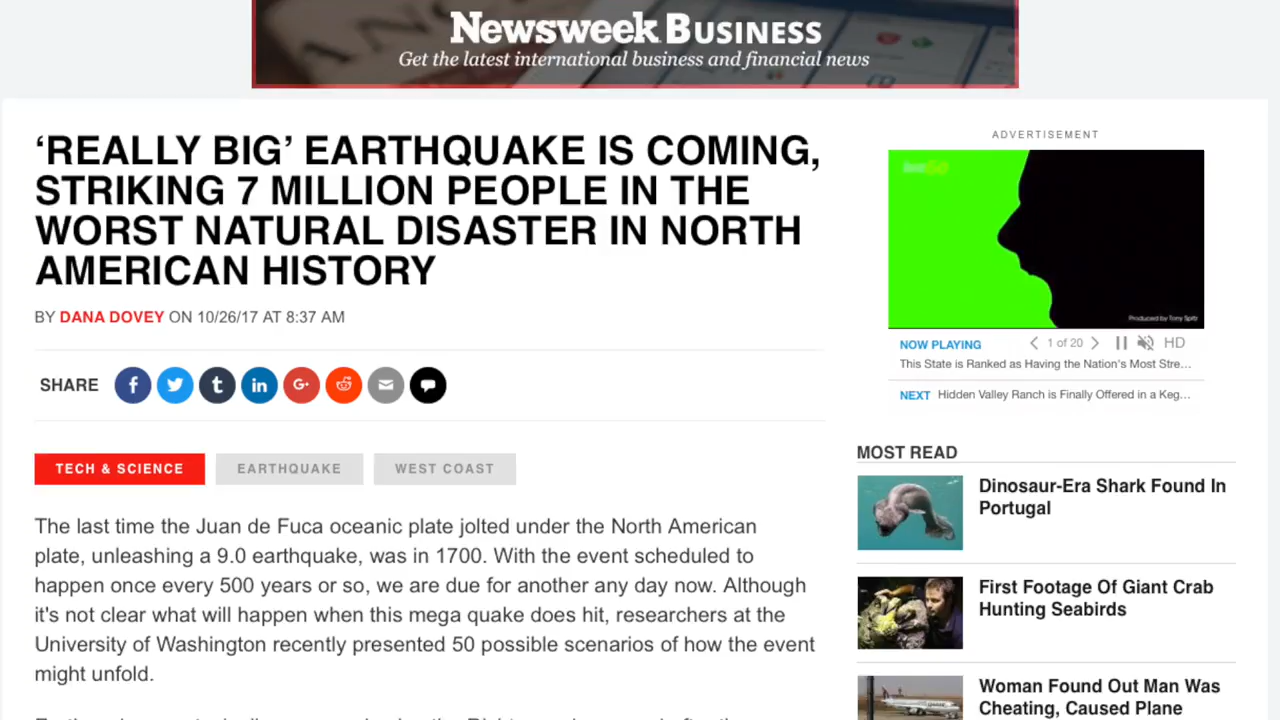 Newsweek BUSINESS
Get the latest international business and financial news
‘REALLY BIG’ EARTHQUAKE IS COMING,
STRIKING 7 MILLION PEOPLE IN THE
WORST NATURAL DISASTER IN NORTH
AMERICAN HISTORY
BY DANA DOVEY ON 10/26/17 AT 8:37 AM
SHARE
TECH & SCIENCE
EARTHQUAKE
WEST COAST
The last time the Juan de Fuca oceanic plate jolted under the North American
plate, unleashing a 9.0 earthquake, was in 1700. With the event scheduled to
happen once every 500 years or so, we are due for another any day now. Although
it's not clear what will happen when this mega quake does hit, researchers at the
University of Washington recently presented 50 possible scenarios of how the event
might unfold.
ADVERTISEMENT
Produced by Tony Spitz
NOW PLAYING
1 of 20
HD
This State is Ranked as Having the Nation's Most Stre...
NEXT Hidden Valley Ranch is Finally Offered in a Keg...
MOST READ
Dinosaur-Era Shark Found In
Portugal
First Footage Of Giant Crab
Hunting Seabirds
Woman Found Out Man Was
Cheating, Caused Plane